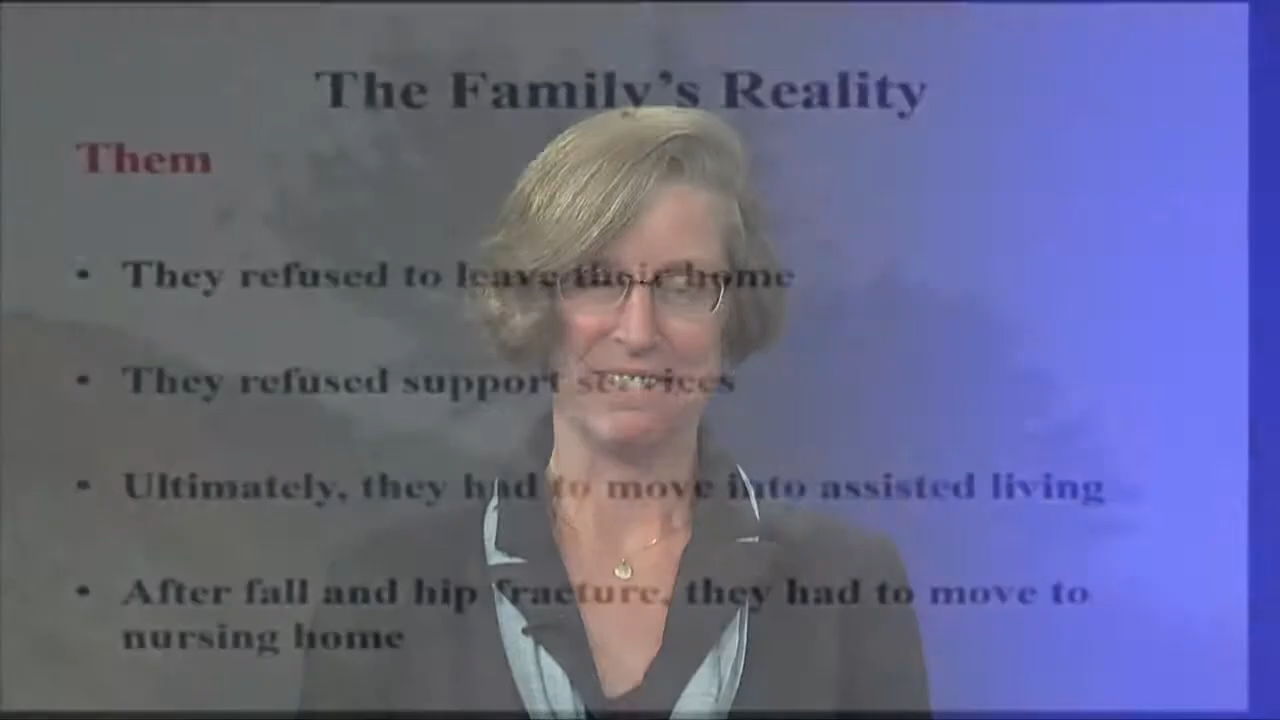 The Family's Reality
Them
• They refused to leave their home
• They refused support services
• Ultimately, they had to move into assisted living
• After fall and hip fracture, they had to move to
nursing home